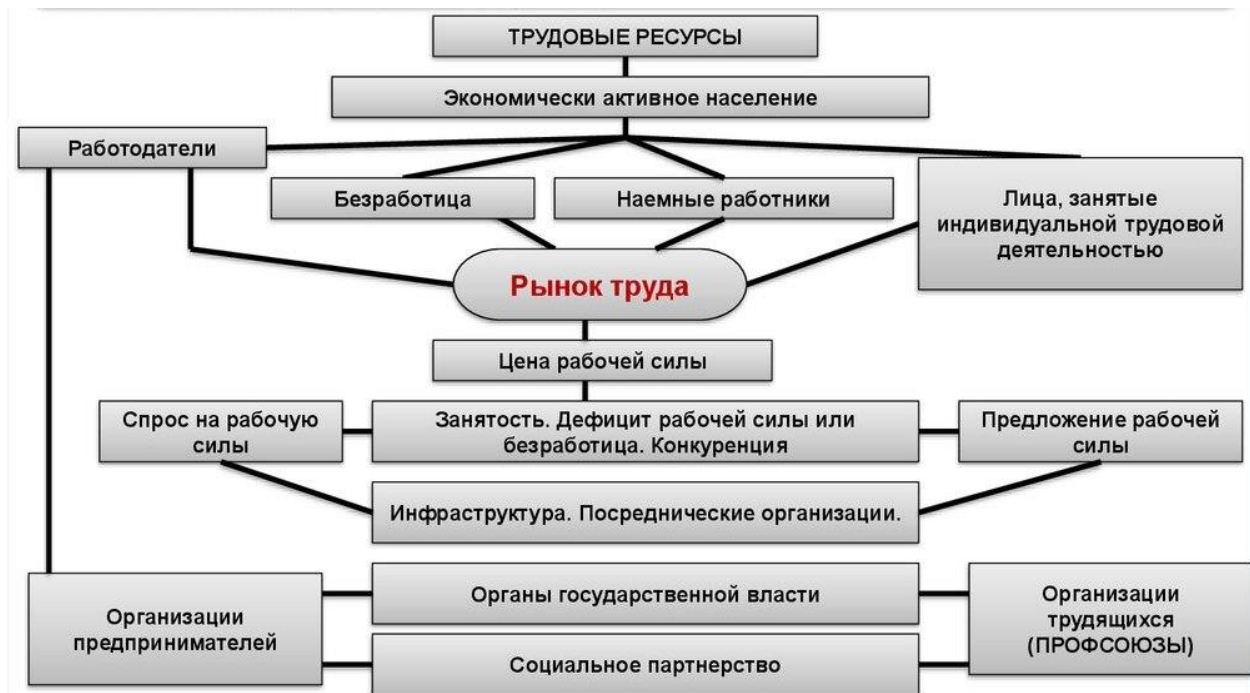 ТРУДОВЫЕ РЕСУРСЫ
Экономически активное население
Работодатели
Безработица
Наемные работники
Лица, занятые
индивидуальной трудовой
деятельностью
Рынок труда
Цена рабочей силы
Спрос на рабочую
силы
Занятость. Дефицит рабочей силы или
безработица. Конкуренция
Предложение рабочей
силы
Инфраструктура. Посреднические организации.
Организации
предпринимателей
Органы государственной власти
Социальное партнерство
Организации
трудящихся
(ПРОФСОЮЗЫ)